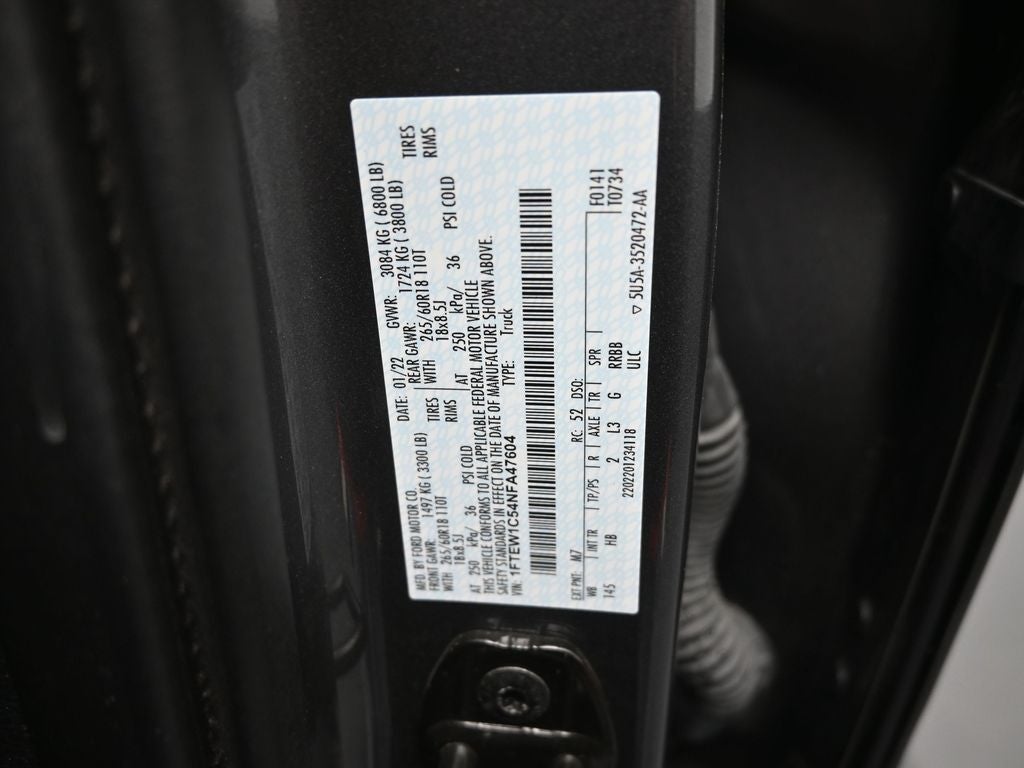 MFD. BY FORD MOTOR CO. DATE: 01/22 GVWR: 3084 KG ( 6800 LB)
FRONT GAWR: 1497 KG ( 3300 LB) REAR GAWR: 1724 KG ( 3800 LB)
WITH 265/60R18 110T TIRES WITH 265/60R18 110T TIRES
18x8.5J RIMS 18x8.5J RIMS
AT 250 kPa/ 36 PSI COLD AT 250 kPa/ 36 PSI COLD
THIS VEHICLE CONFORMS TO ALL APPLICABLE FEDERAL MOTOR VEHICLE
SAFETY STANDARDS IN EFFECT ON THE DATE OF MANUFACTURE SHOWN ABOVE.
VIN: 1FTEW1C54NFA47604 TYPE: Truck
EXT PNT: M7 RC: 52 DSO: F0141
WB INT TR TP/PS R AXLE TR SPR T0734
145 HB 2 L3 G RRBB
2202201234118 ULC ▽ 5U5A-3520472-AA